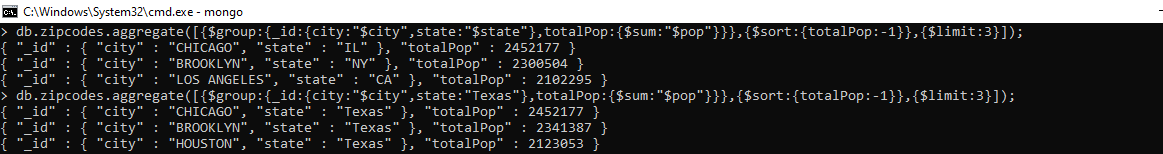 C:\Windows\System32\cmd.exe - mongo
> db.zipcodes.aggregate([{$group:{_id:{city:"$city",state:"$state"},totalPop:{$sum:"$pop"}}},{$sort:{totalPop:-1}},{$limit:3}]);
{ "_id" : { "city" : "CHICAGO", "state" : "IL" }, "totalPop" : 2452177 }
{ "_id" : { "city" : "BROOKLYN", "state" : "NY" }, "totalPop" : 2300504 }
{ "_id" : { "city" : "LOS ANGELES", "state" : "CA" }, "totalPop" : 2102295 }
> db.zipcodes.aggregate([{$group:{_id:{city:"$city",state:"Texas"},totalPop:{$sum:"$pop"}}},{$sort:{totalPop:-1}},{$limit:3}]);
{ "_id" : { "city" : "CHICAGO", "state" : "Texas" }, "totalPop" : 2452177 }
{ "_id" : { "city" : "BROOKLYN", "state" : "Texas" }, "totalPop" : 2341387 }
{ "_id" : { "city" : "HOUSTON", "state" : "Texas" }, "totalPop" : 2123053 }